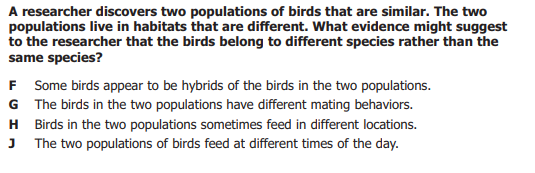 A researcher discovers two populations of birds that are similar. The two
populations live in habitats that are different. What evidence might suggest
to the researcher that the birds belong to different species rather than the
same species?
F Some birds appear to be hybrids of the birds in the two populations.
G The birds in the two populations have different mating behaviors.
H Birds in the two populations sometimes feed in different locations.
J The two populations of birds feed at different times of the day.